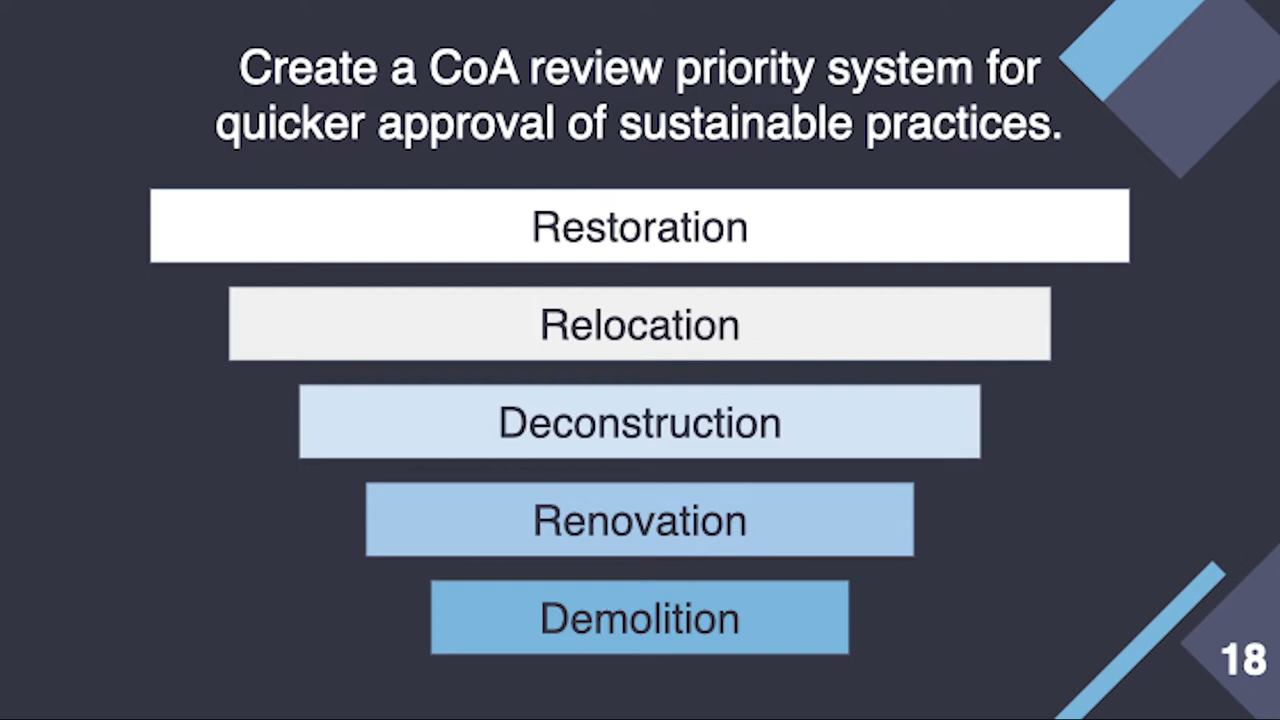 Create a CoA review priority system for
quicker approval of sustainable practices.
Restoration
Relocation
Deconstruction
Renovation
Demolition
18